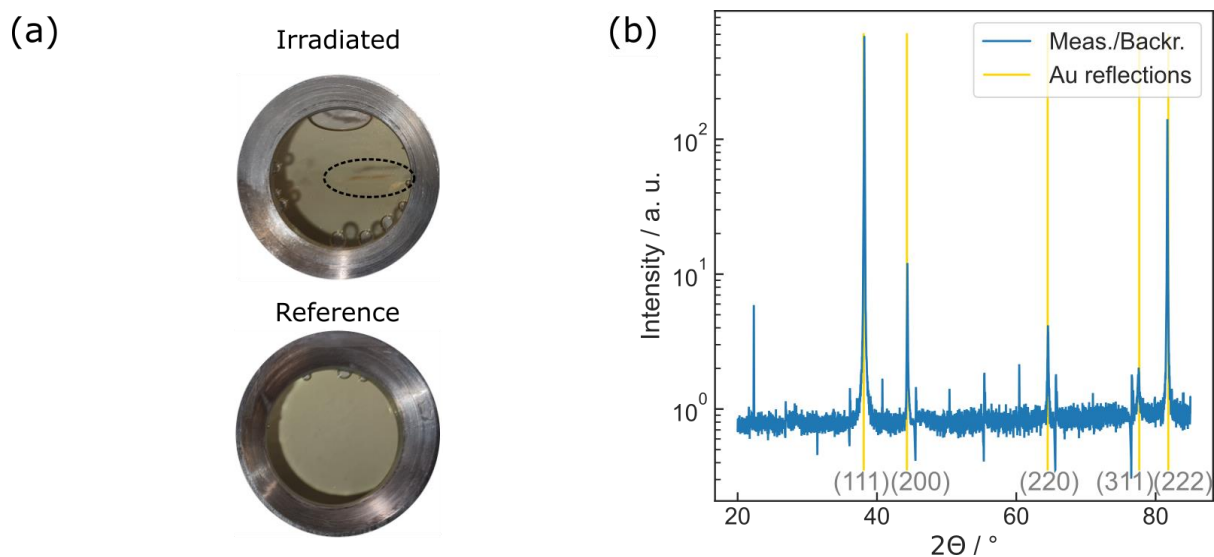 (a)
Irradiated
Reference
(b)
Meas./Backr.
Au reflections
Intensity / a. u.
10²
10¹
10⁰
(111)
(200)
(220)
(311)
(222)
20
40
60
80
2Θ / °